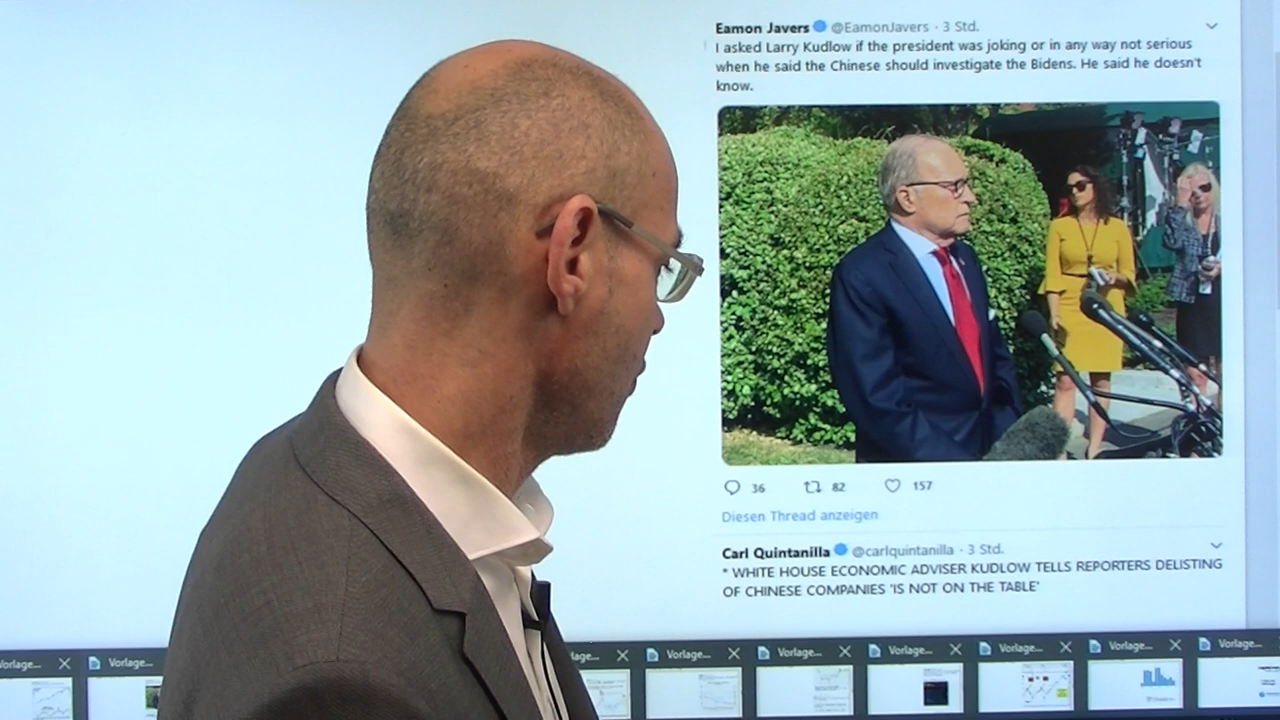 Eamon Javers @EamonJavers · 3 Std.
I asked Larry Kudlow if the president was joking or in any way not serious
when he said the Chinese should investigate the Bidens. He said he doesn't
know.
36 82 157
Diesen Thread anzeigen
Carl Quintanilla @carlquintanilla · 3 Std.
* WHITE HOUSE ECONOMIC ADVISER KUDLOW TELLS REPORTERS DELISTING
OF CHINESE COMPANIES 'IS NOT ON THE TABLE'
Vorlage... Vorlage... Vorlage... Vorlage... Vorlage... Vorlage... Vorlage... Vorlage...